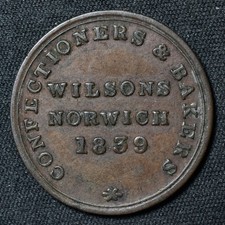 CONFECTIONERS & BAKERS
WILSONS
NORWICH
1839